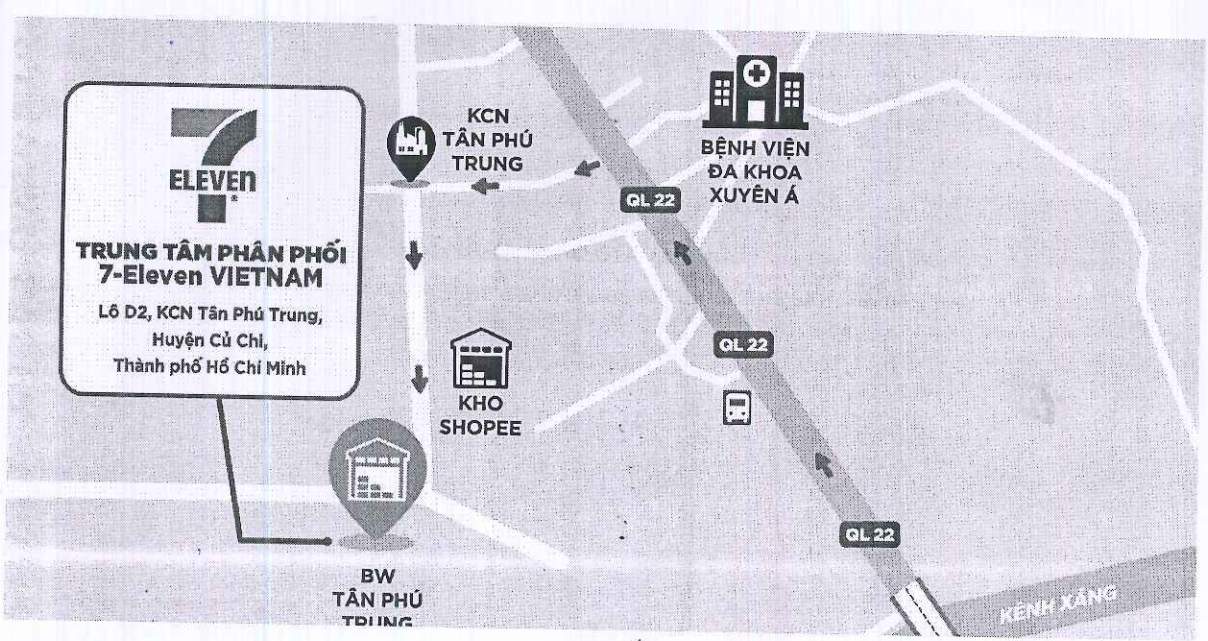 7
ELEVEn
®
TRUNG TÂM PHÂN PHỐI
7-Eleven VIETNAM
Lô D2, KCN Tân Phú Trung,
Huyện Củ Chi,
Thành phố Hồ Chí Minh
KCN
TÂN PHÚ
TRUNG
BỆNH VIỆN
ĐA KHOA
XUYÊN Á
QL 22
QL 22
KHO
SHOPEE
QL 22
BW
TÂN PHÚ
TRUNG
KÊNH XÁNG